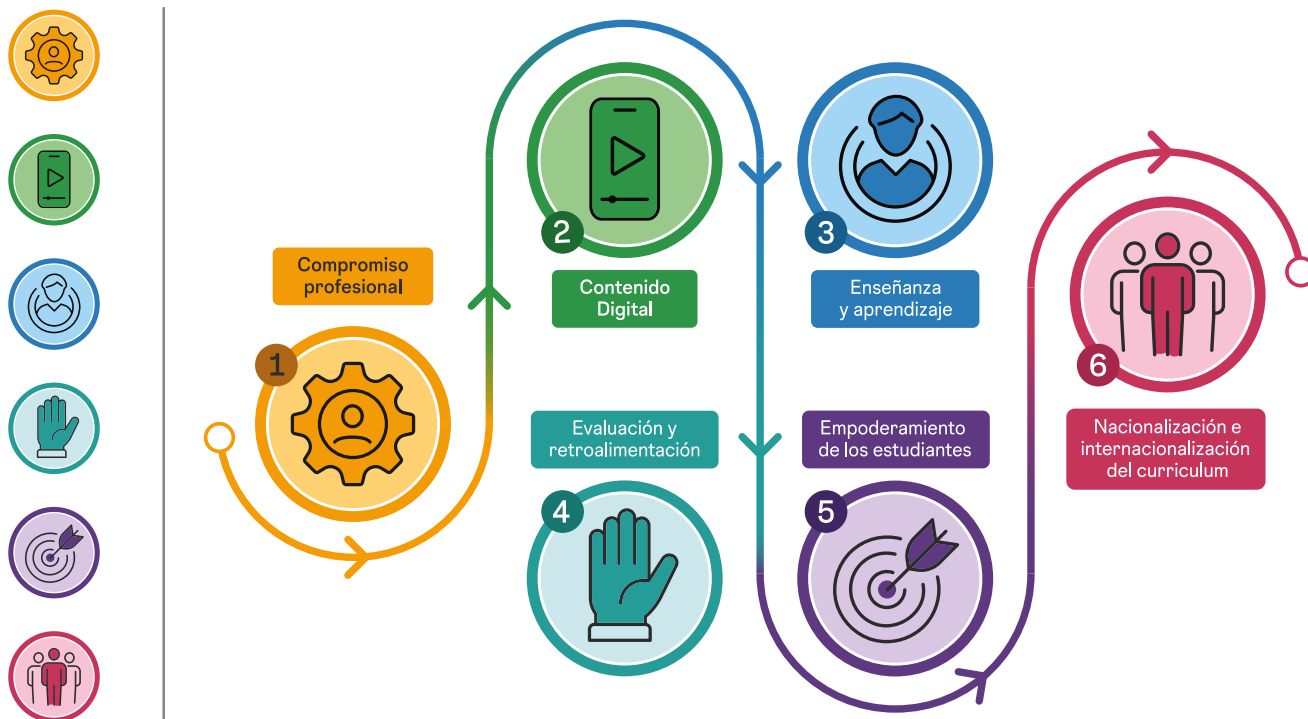 1
Compromiso
profesional
2
Contenido
Digital
3
Enseñanza
y aprendizaje
4
Evaluación y
retroalimentación
5
Empoderamiento
de los estudiantes
6
Nacionalización e
internacionalización
del curriculum